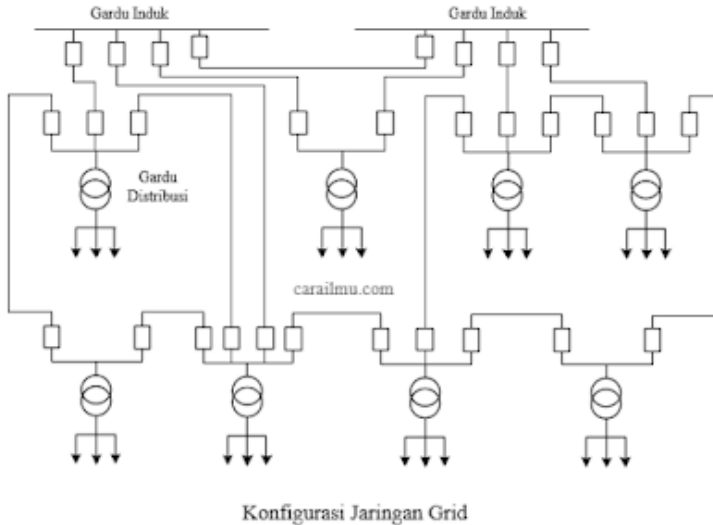 Gardu Induk
Gardu Induk
Gardu
Distribusi
carailmu.com
Konfigurasi Jaringan Grid